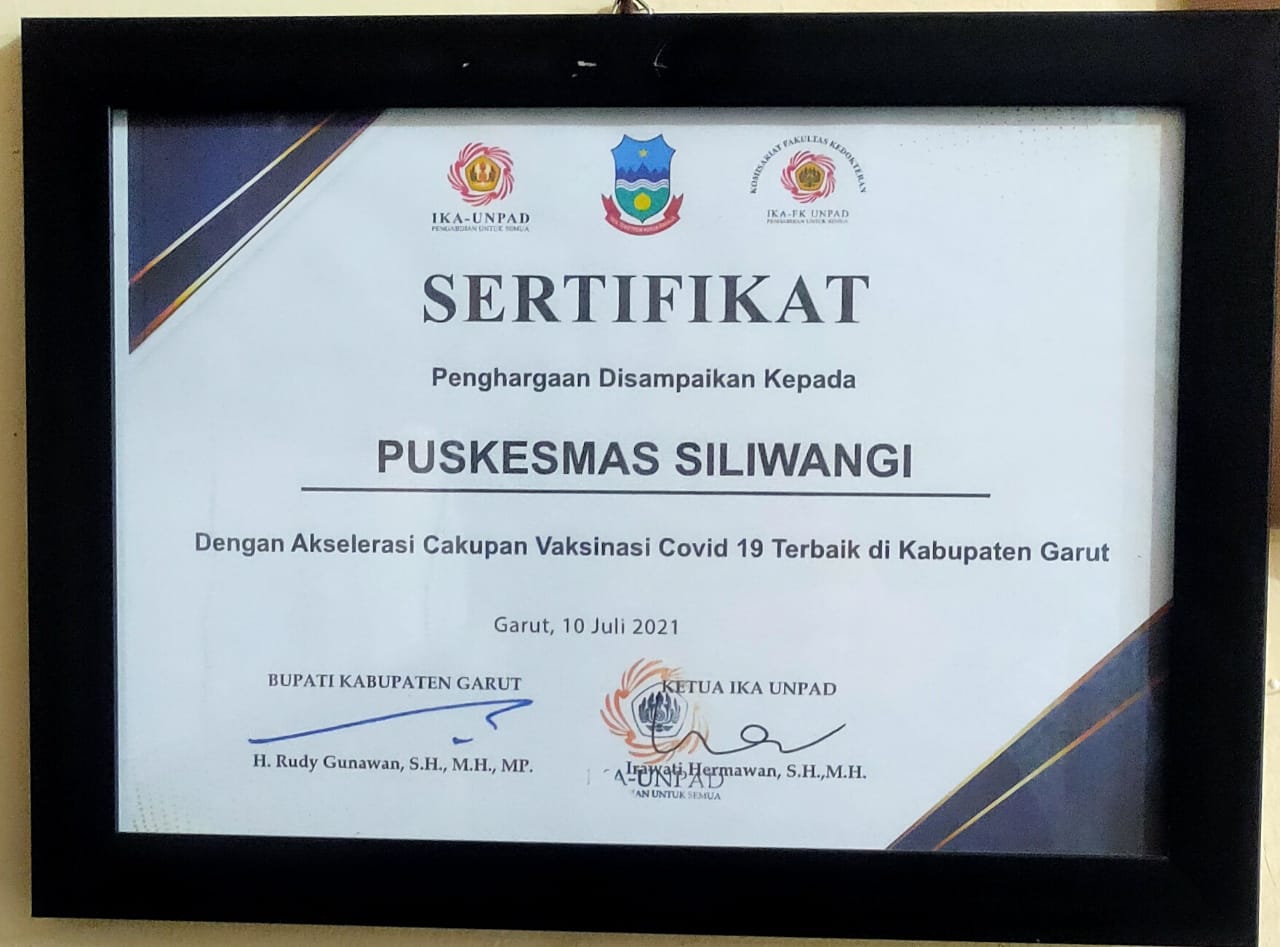 IKA-UNPAD
PENGABDIAN UNTUK SEMUA
KOMISARIAT FAKULTAS KEDOKTERAN
IKA-FK UNPAD
PENGABDIAN UNTUK SEMUA
SERTIFIKAT
Penghargaan Disampaikan Kepada
PUSKESMAS SILIWANGI
Dengan Akselerasi Cakupan Vaksinasi Covid 19 Terbaik di Kabupaten Garut
Garut, 10 Juli 2021
BUPATI KABUPATEN GARUT
KETUA IKA UNPAD
H. Rudy Gunawan, S.H., M.H., MP.
Irawati Hermawan, S.H.,M.H.
A-UNPAD
AN UNTUK SEMUA